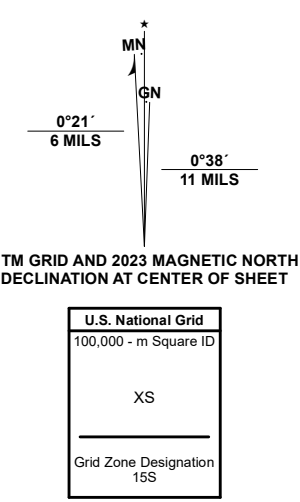 MN
GN
0°21´
6 MILS
0°38´
11 MILS
TM GRID AND 2023 MAGNETIC NORTH
DECLINATION AT CENTER OF SHEET
U.S. National Grid
100,000 - m Square ID
XS
Grid Zone Designation
15S